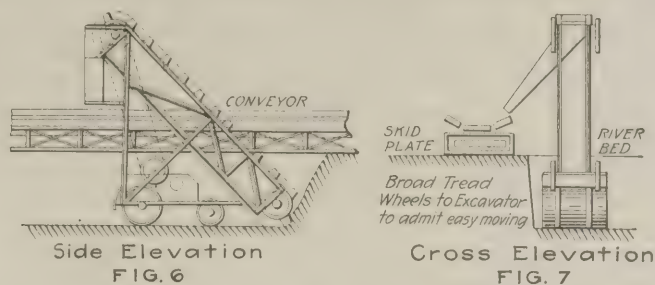 CONVEYOR
Side Elevation
FIG. 6
SKID
PLATE
RIVER
BED
Broad Tread
Wheels to Excavator
to admit easy moving
Cross Elevation
FIG. 7